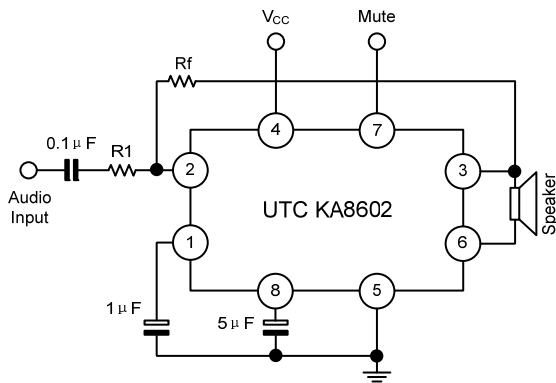 VCC
Mute
Rf
0.1μF
R1
4
7
2
3
Audio
Input
UTC KA8602
Speaker
1
6
1μF
5μF
8
5